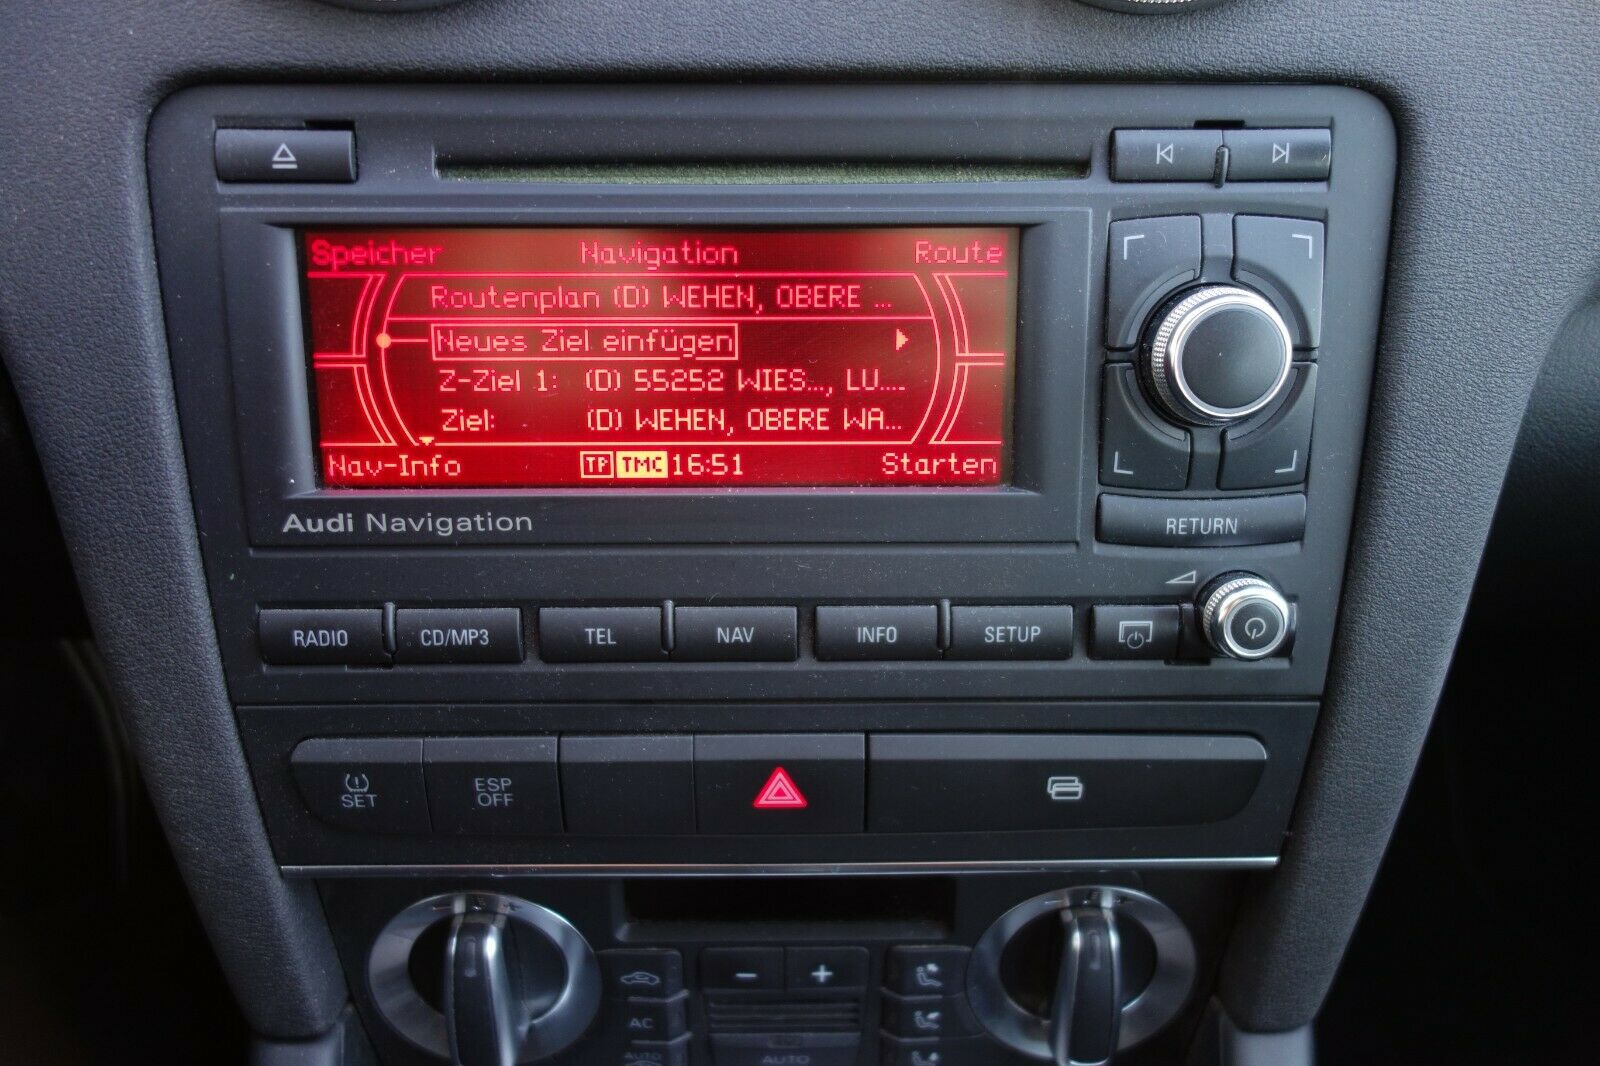 Speicher Navigation Route
Routenplan (D) WEHEN, OBERE ...
Neues Ziel einfügen
Z-Ziel 1: (D) 55252 WIES..., LU....
Ziel: (D) WEHEN, OBERE WA...
Nav-Info TP TMC 16:51 Starten
Audi Navigation
RETURN
RADIO CD/MP3 TEL NAV INFO SETUP
SET
ESP
OFF
- +
AC
AUTO AUTO